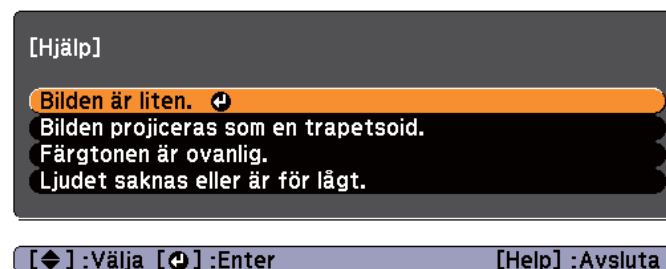 [Hjälp]
Bilden är liten.
Bilden projiceras som en trapetsoid.
Färgtonen är ovanlig.
Ljudet saknas eller är för lågt.
[◆] :Välja [⏎] :Enter [Help] :Avsluta